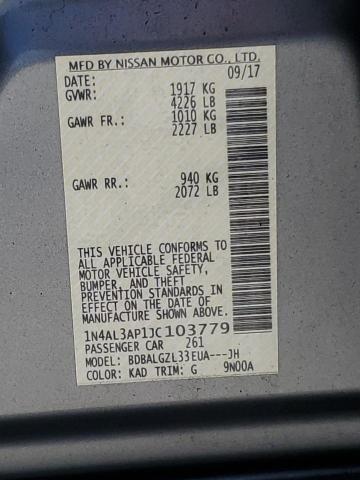 MFD BY NISSAN MOTOR CO., LTD.
DATE: 09/17
GVWR: 1917 KG
4226 LB
GAWR FR.: 1010 KG
2227 LB
GAWR RR.: 940 KG
2072 LB
THIS VEHICLE CONFORMS TO
ALL APPLICABLE FEDERAL
MOTOR VEHICLE SAFETY,
BUMPER, AND THEFT
PREVENTION STANDARDS IN
EFFECT ON THE DATE OF
MANUFACTURE.
1N4AL3AP1JC103779
PASSENGER CAR 261
MODEL: BDBALGZL33EUA---JH
COLOR: KAD TRIM: G 9N00A